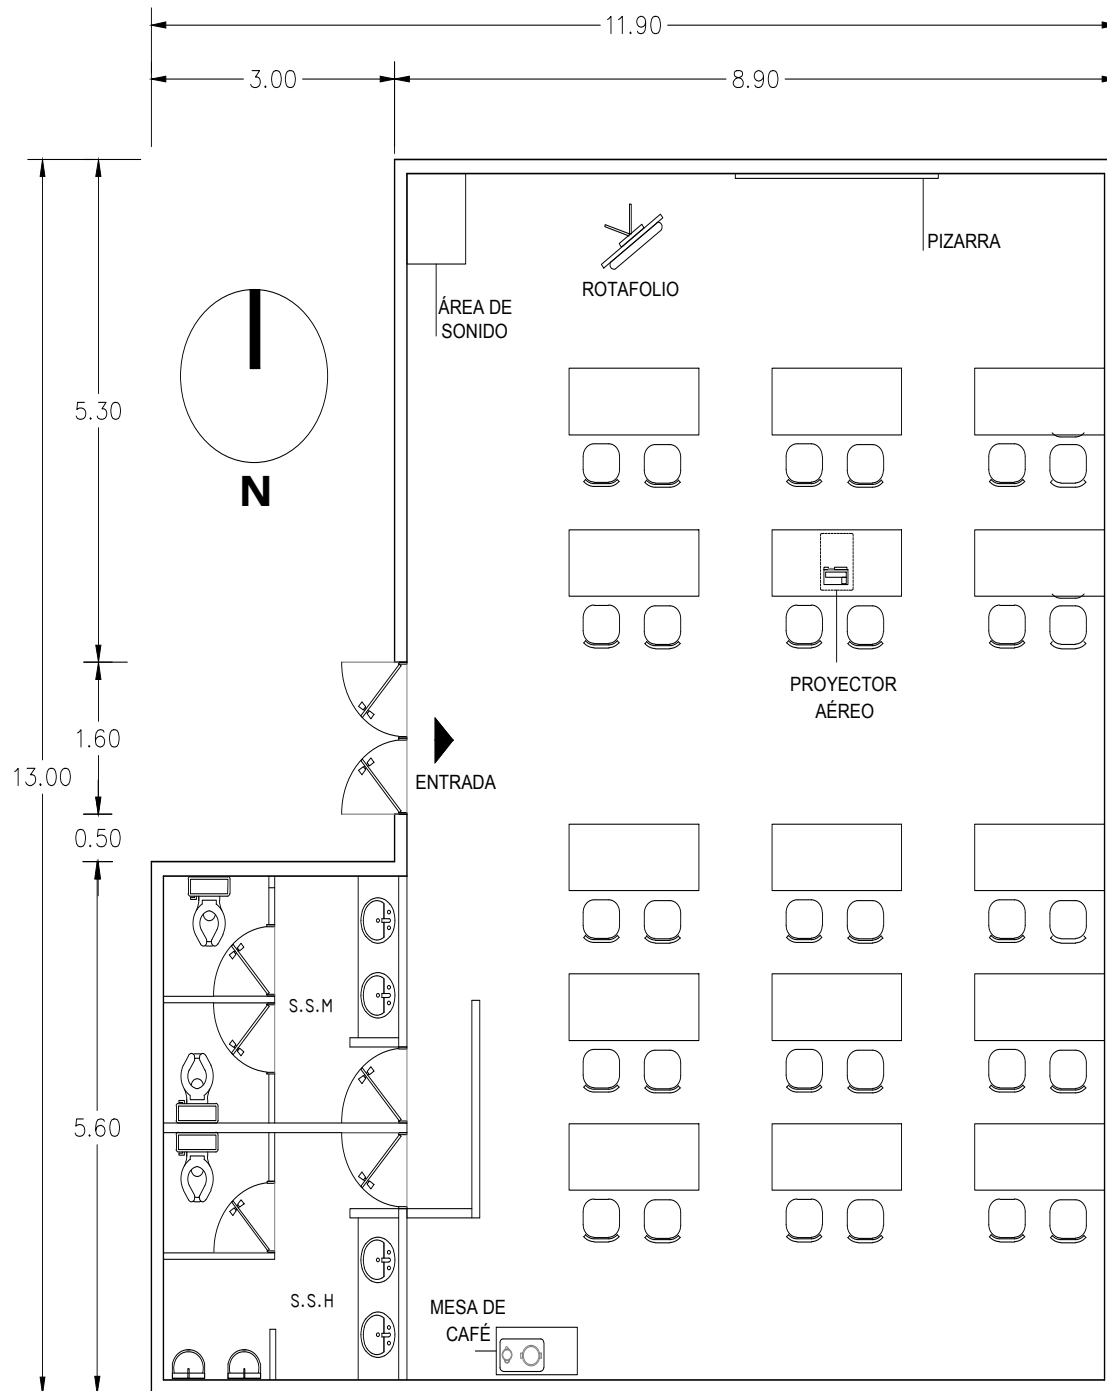 11.90
3.00
8.90
PIZARRA
ROTAFOLIO
ÁREA DE
SONIDO
5.30
N
PROYECTOR
AÉREO
1.60
13.00
ENTRADA
0.50
S.S.M
5.60
S.S.H
MESA DE
CAFÉ